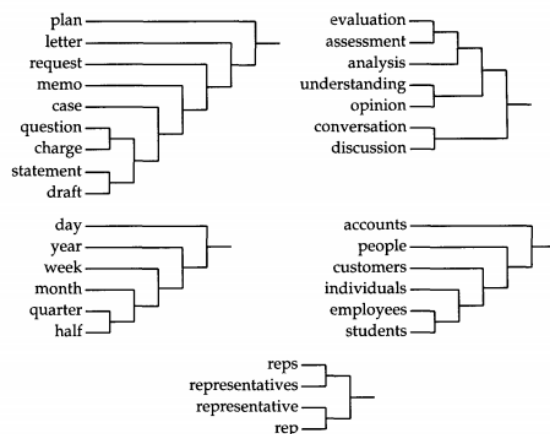 plan
letter
request
memo
case
question
charge
statement
draft
evaluation
assessment
analysis
understanding
opinion
conversation
discussion
day
year
week
month
quarter
half
accounts
people
customers
individuals
employees
students
reps
representatives
representative
rep